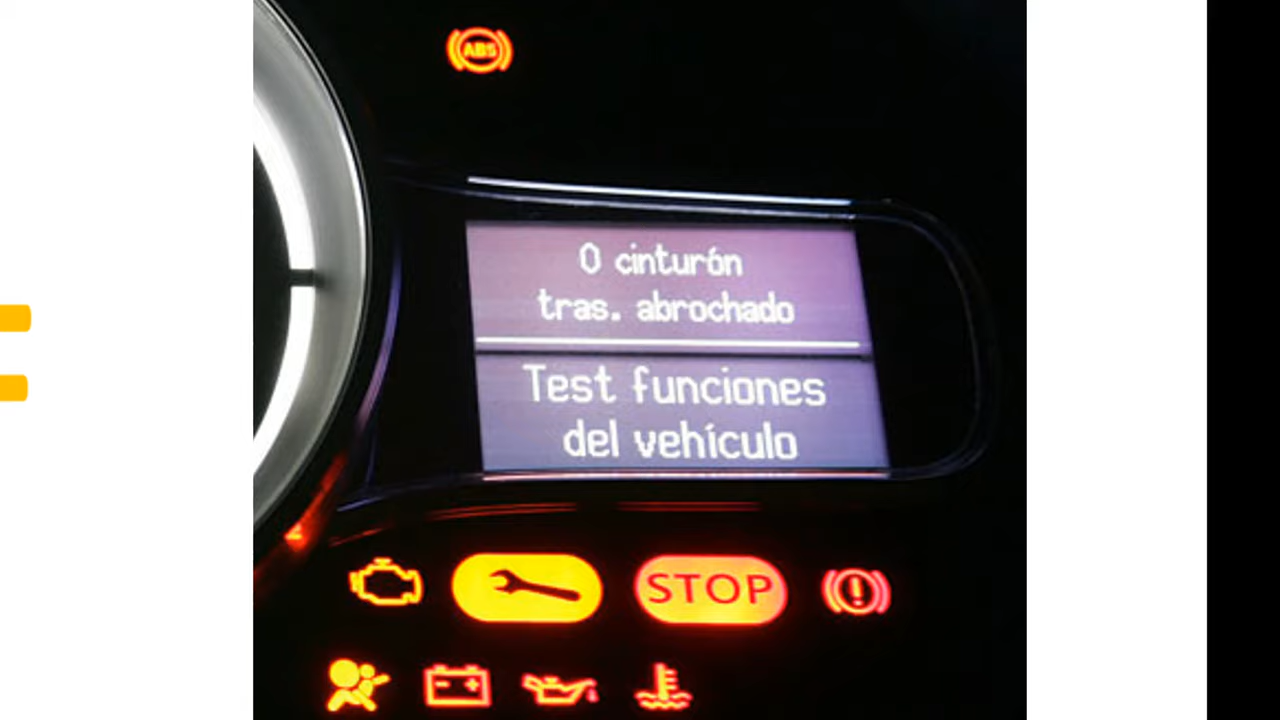 ABS
0 cinturón
tras. abrochado
Test funciones
del vehículo
STOP